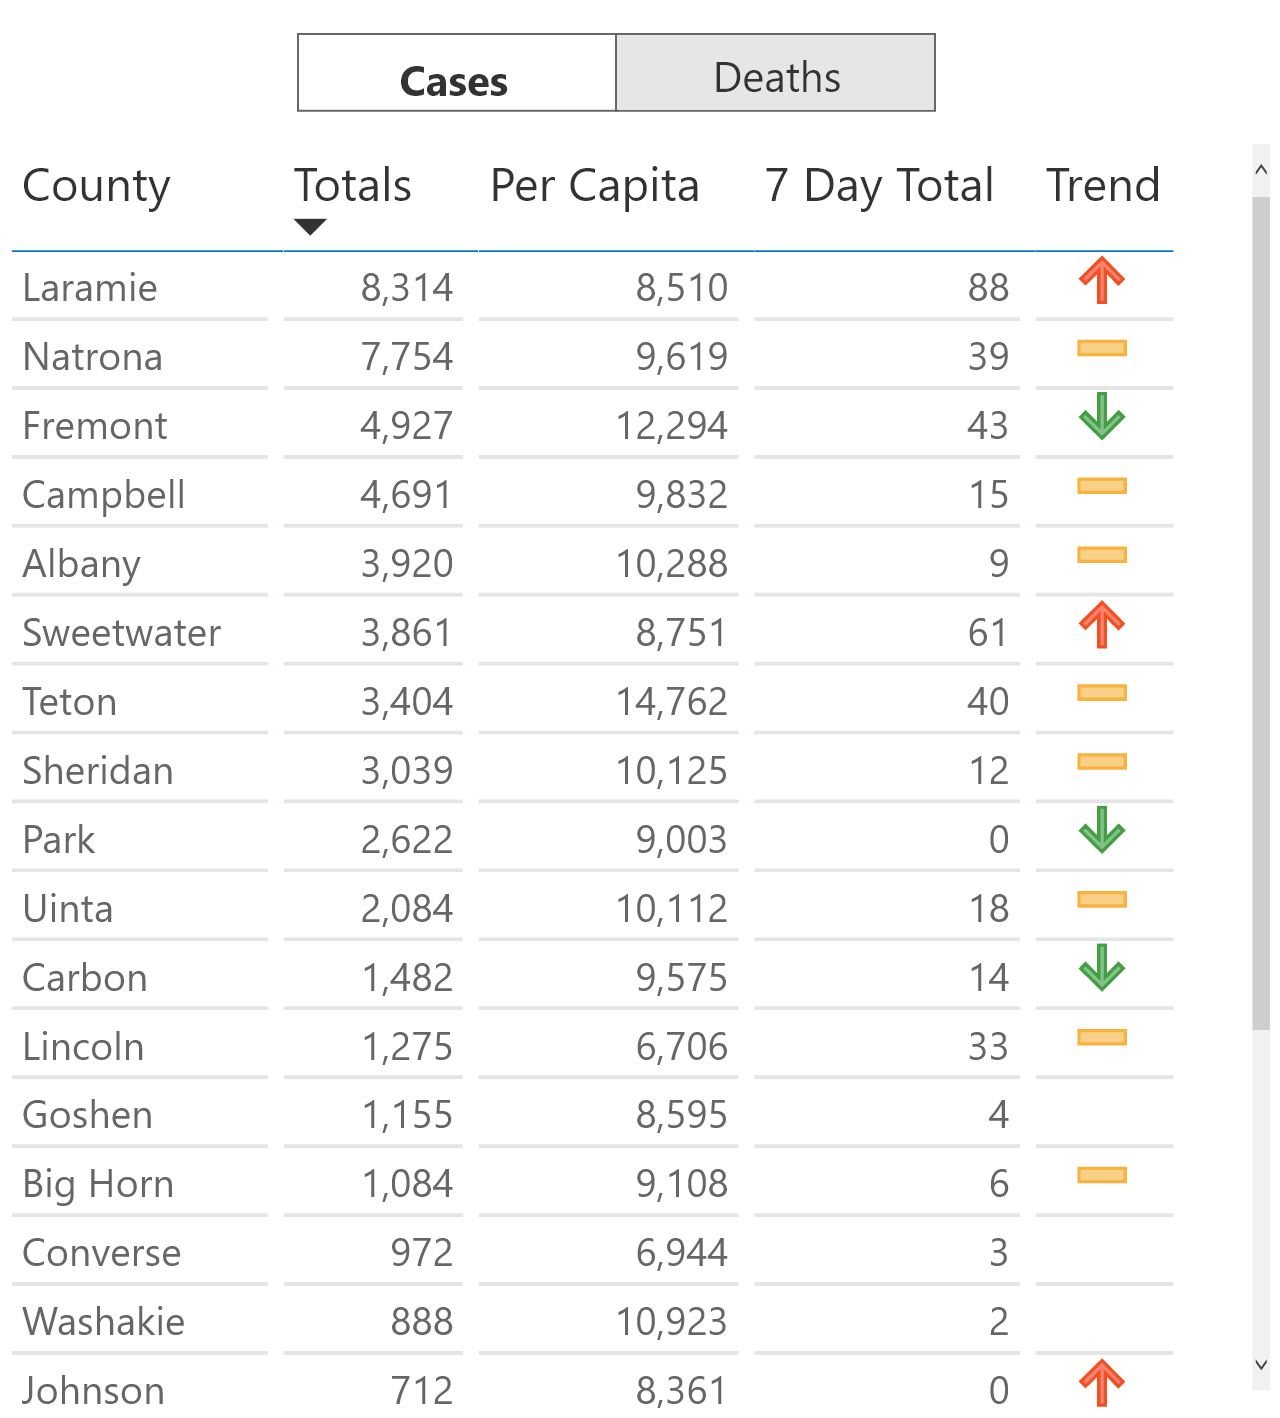 Cases Deaths
County Totals Per Capita 7 Day Total Trend
Laramie 8,314 8,510 88
Natrona 7,754 9,619 39
Fremont 4,927 12,294 43
Campbell 4,691 9,832 15
Albany 3,920 10,288 9
Sweetwater 3,861 8,751 61
Teton 3,404 14,762 40
Sheridan 3,039 10,125 12
Park 2,622 9,003 0
Uinta 2,084 10,112 18
Carbon 1,482 9,575 14
Lincoln 1,275 6,706 33
Goshen 1,155 8,595 4
Big Horn 1,084 9,108 6
Converse 972 6,944 3
Washakie 888 10,923 2
Johnson 712 8,361 0